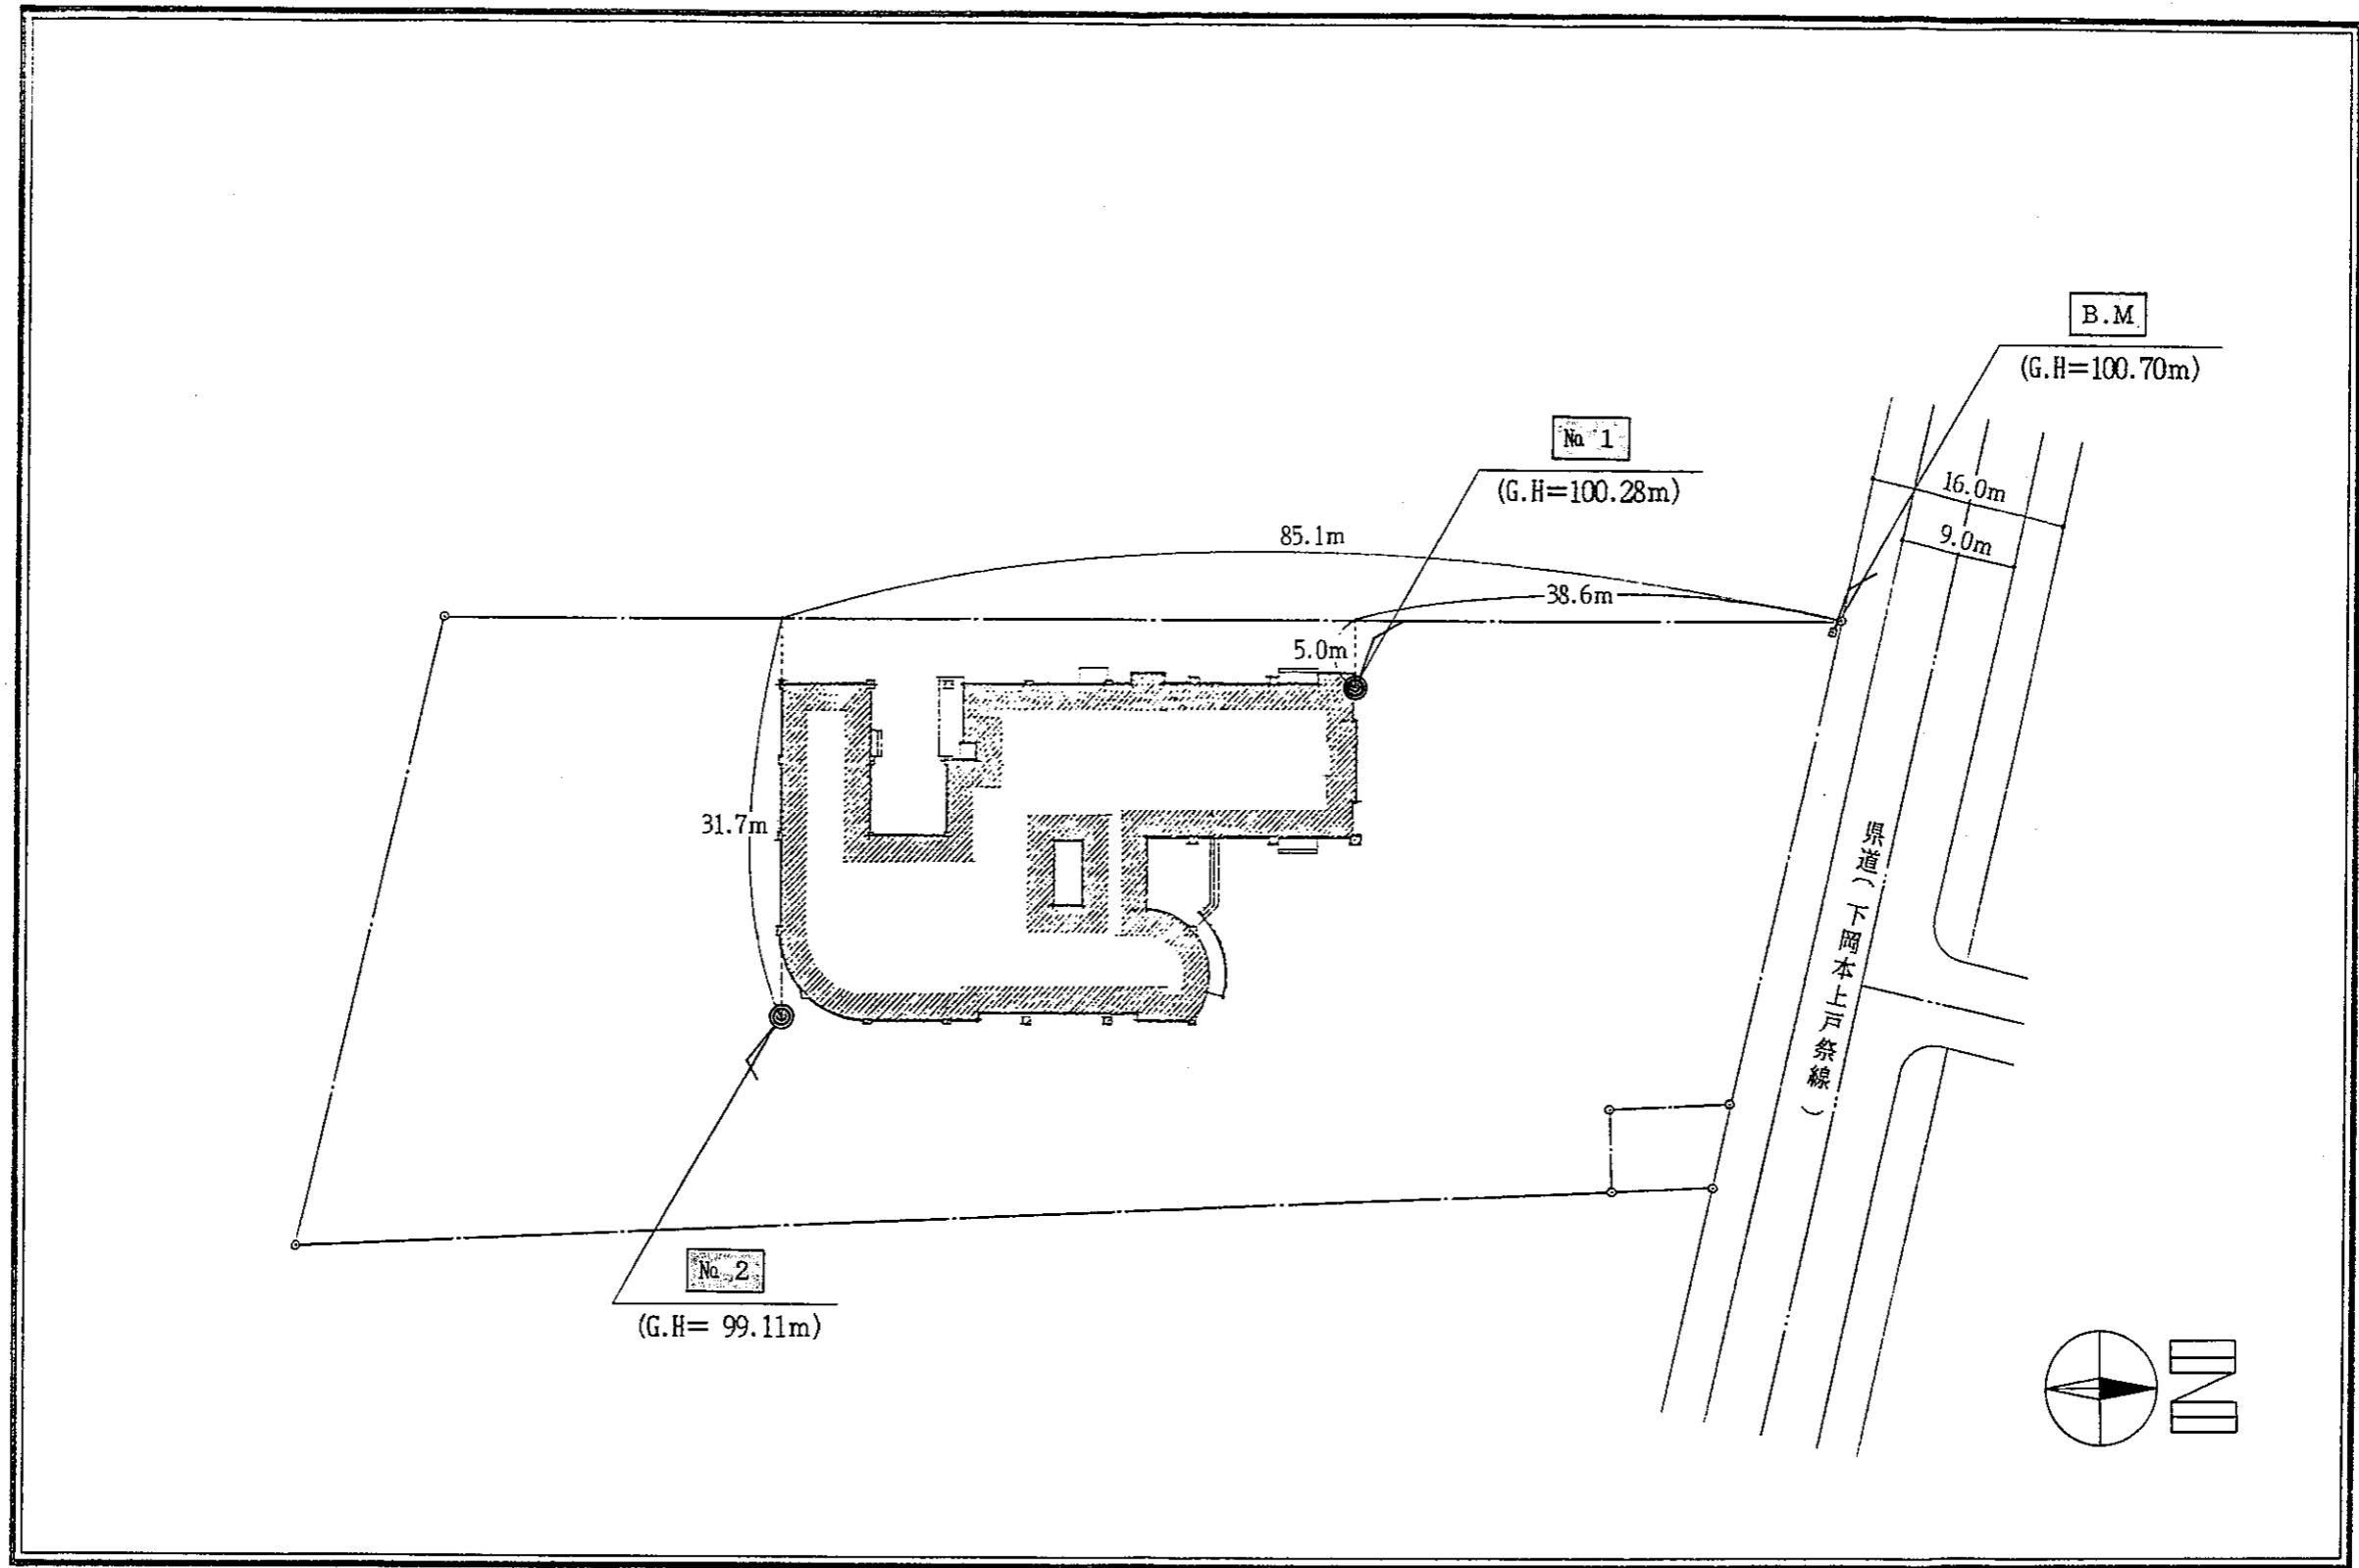 B.M
(G.H=100.70m)
No 1
(G.H=100.28m)
16.0m
9.0m
85.1m
38.6m
5.0m
31.7m
県道(下岡本上戸祭線)
No 2
(G.H= 99.11m)
N